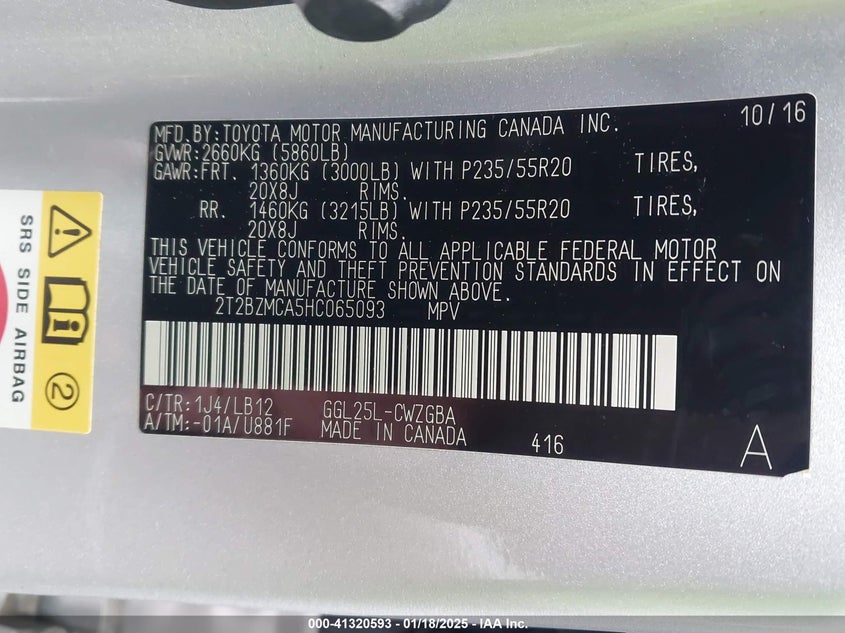 MFD. BY: TOYOTA MOTOR MANUFACTURING CANADA INC. 10/16
GVWR: 2660KG (5860LB)
GAWR: FRT. 1360KG (3000LB) WITH P235/55R20 TIRES,
20X8J RIMS.
RR. 1460KG (3215LB) WITH P235/55R20 TIRES,
20X8J RIMS.
THIS VEHICLE CONFORMS TO ALL APPLICABLE FEDERAL MOTOR
VEHICLE SAFETY AND THEFT PREVENTION STANDARDS IN EFFECT ON
THE DATE OF MANUFACTURE SHOWN ABOVE.
2T2BZMCA5HC065093 MPV
C/TR: 1J4/LB12 GGL25L-CWZGBA
A/TM: -01A/U881F MADE IN CANADA 416 A
SRS SIDE AIRBAG
2
000-41320593 - 01/18/2025 - IAA Inc.